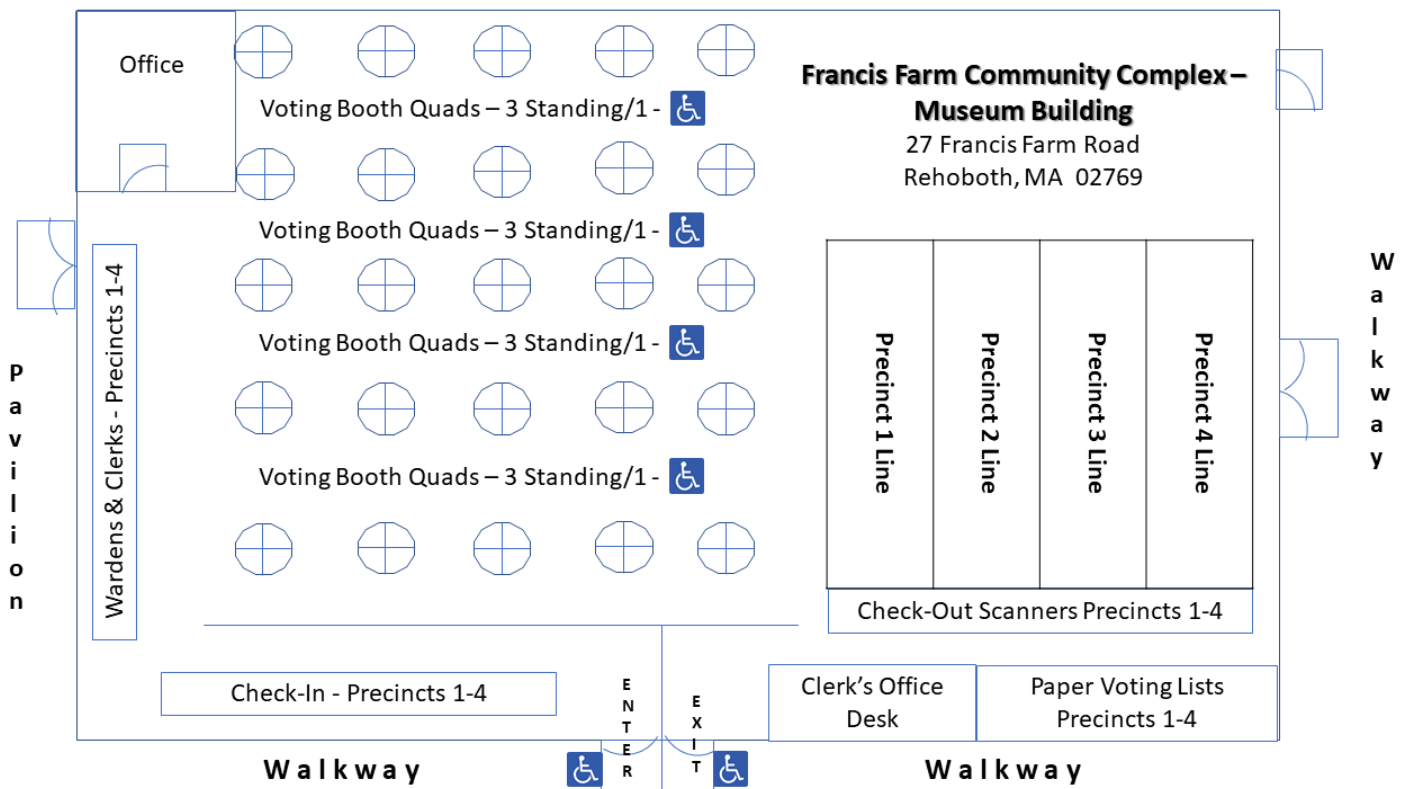 Office
Francis Farm Community Complex –
Museum Building
27 Francis Farm Road
Rehoboth, MA  02769
Voting Booth Quads – 3 Standing/1 -
Voting Booth Quads – 3 Standing/1 -
Voting Booth Quads – 3 Standing/1 -
Voting Booth Quads – 3 Standing/1 -
Pavilion
Wardens & Clerks - Precincts 1-4
Precinct 1 Line
Precinct 2 Line
Precinct 3 Line
Precinct 4 Line
Walkway
Check-Out Scanners Precincts 1-4
Check-In - Precincts 1-4
ENTER
EXIT
Clerk’s Office
Desk
Paper Voting Lists
Precincts 1-4
Walkway
Walkway